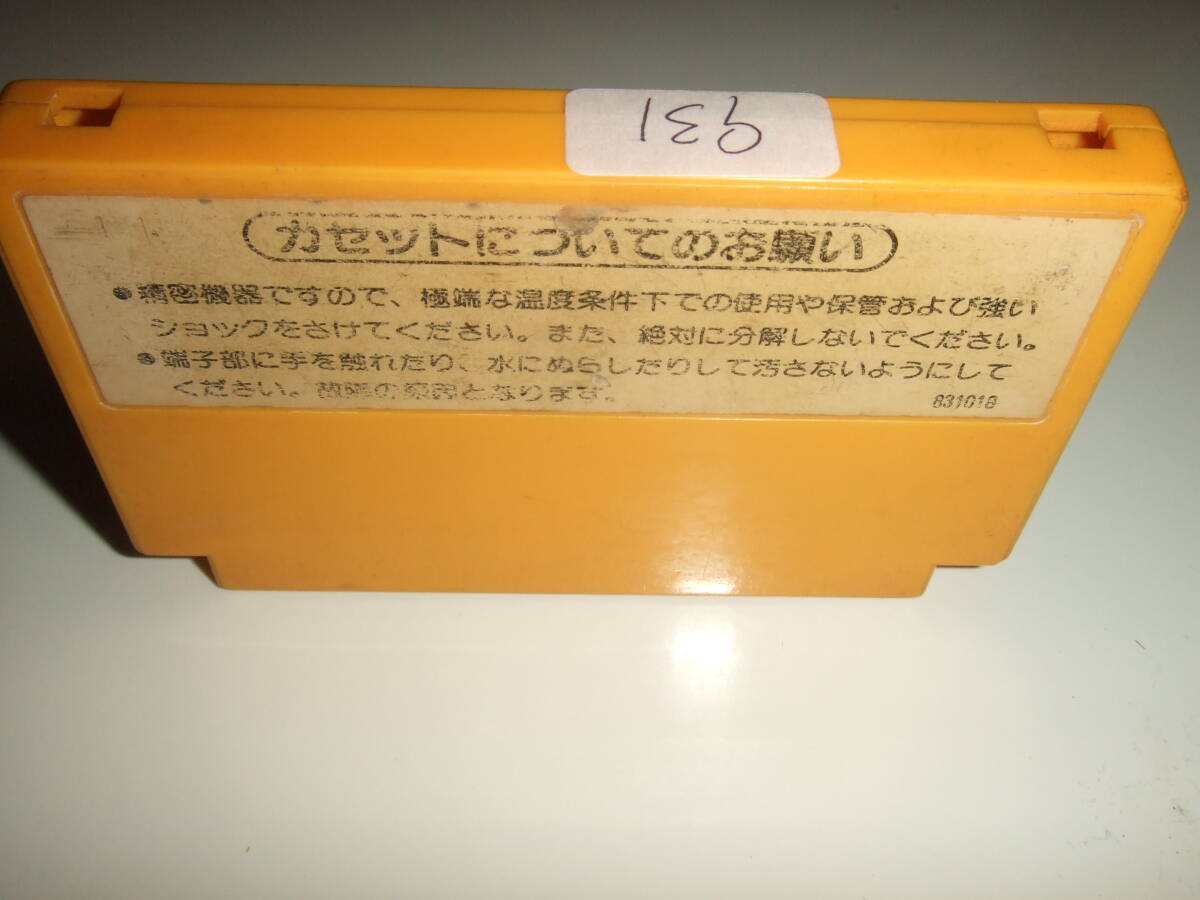 931
カセットについてのお願い
●精密機器ですので、極端な温度条件下での使用や保管および強い
ショックをさけてください。また、絶対に分解しないでください。
●端子部に手を触れたり、水にぬらしたりして汚さないようにして
ください。故障の原因となります。
831018